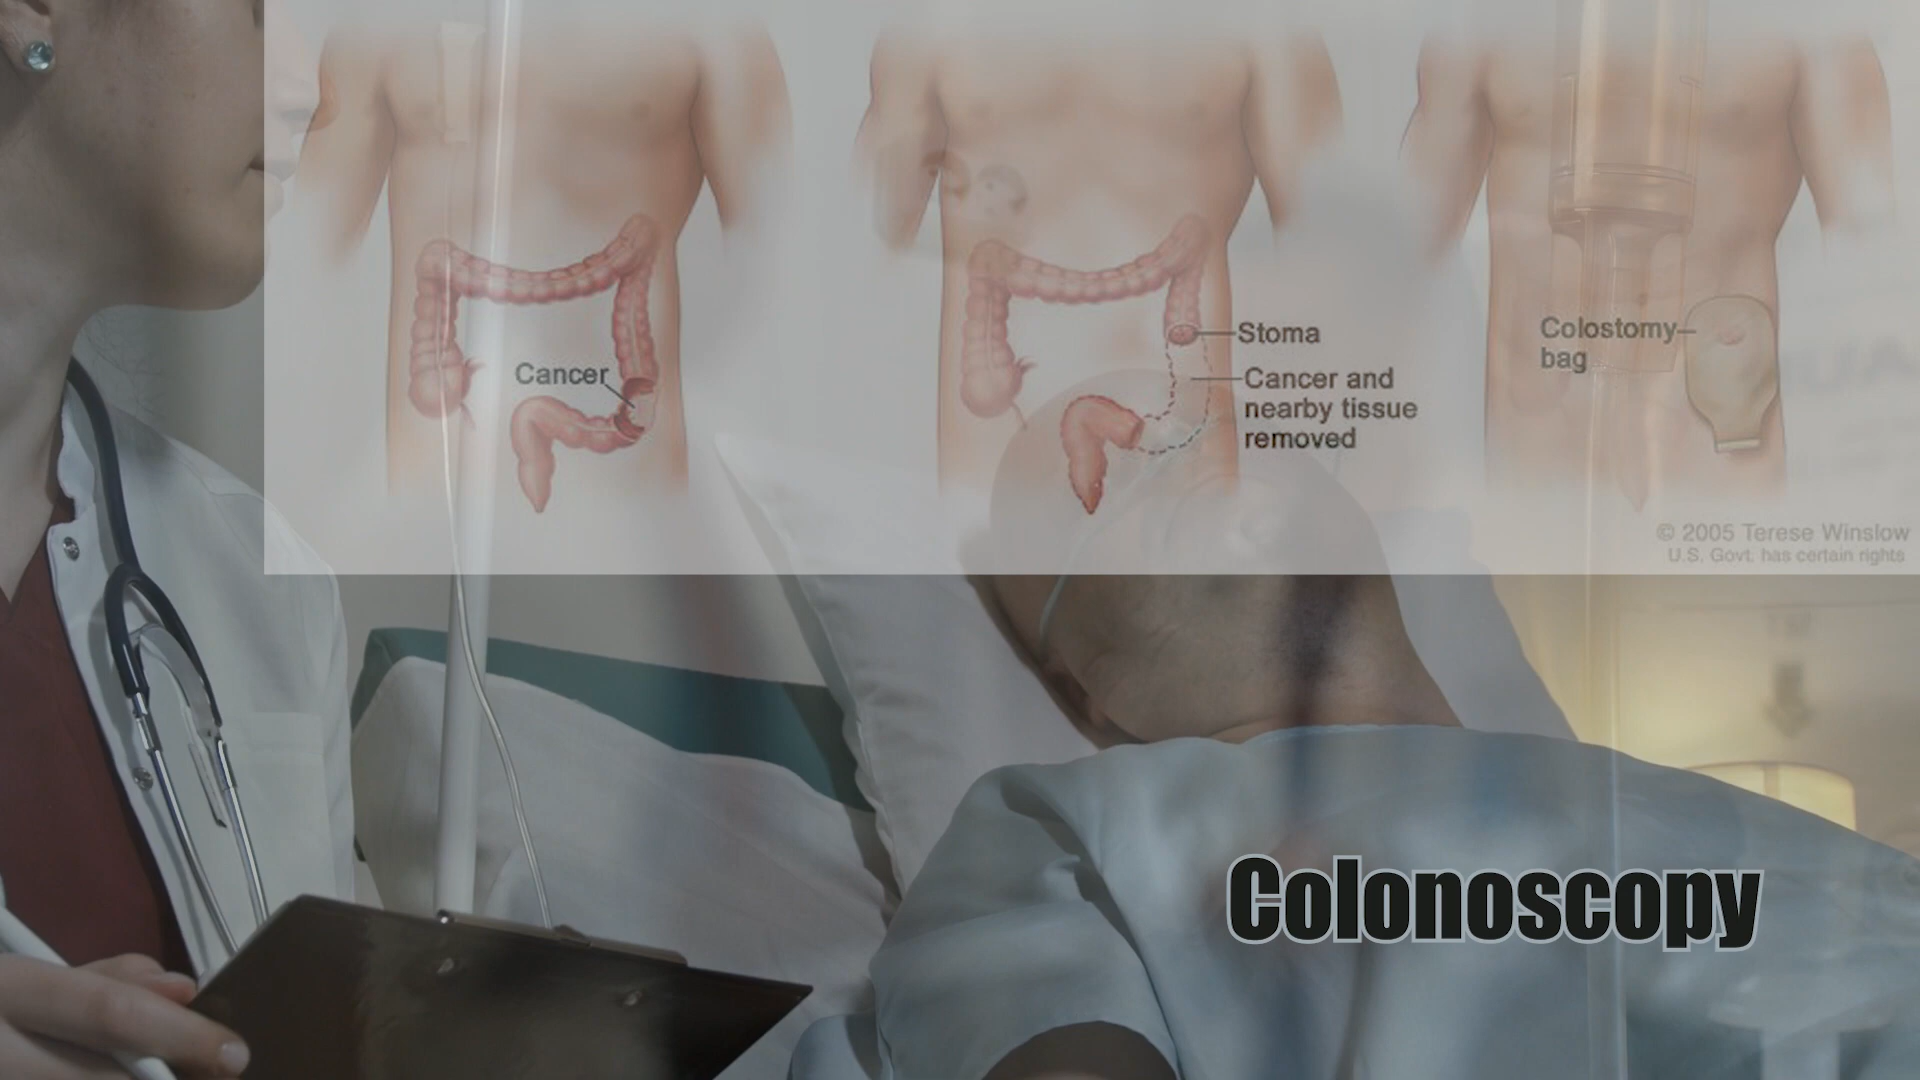 Cancer
Stoma
Cancer and
nearby tissue
removed
Colostomy
bag
© 2005 Terese Winslow
U.S. Govt. has certain rights
Colonoscopy